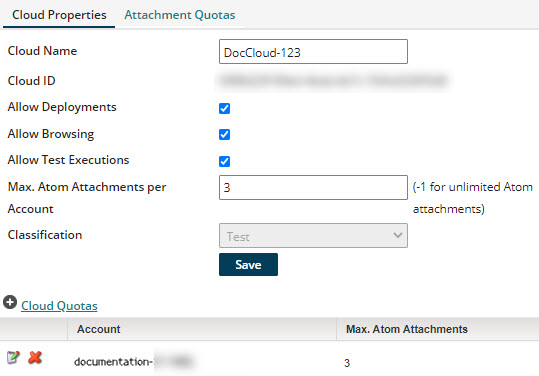 Cloud Properties Attachment Quotas
Cloud Name DocCloud-123
Cloud ID
Allow Deployments
Allow Browsing
Allow Test Executions
Max. Atom Attachments per Account 3 (-1 for unlimited Atom attachments)
Classification Test
Save
Cloud Quotas
Account Max. Atom Attachments
documentation- 3